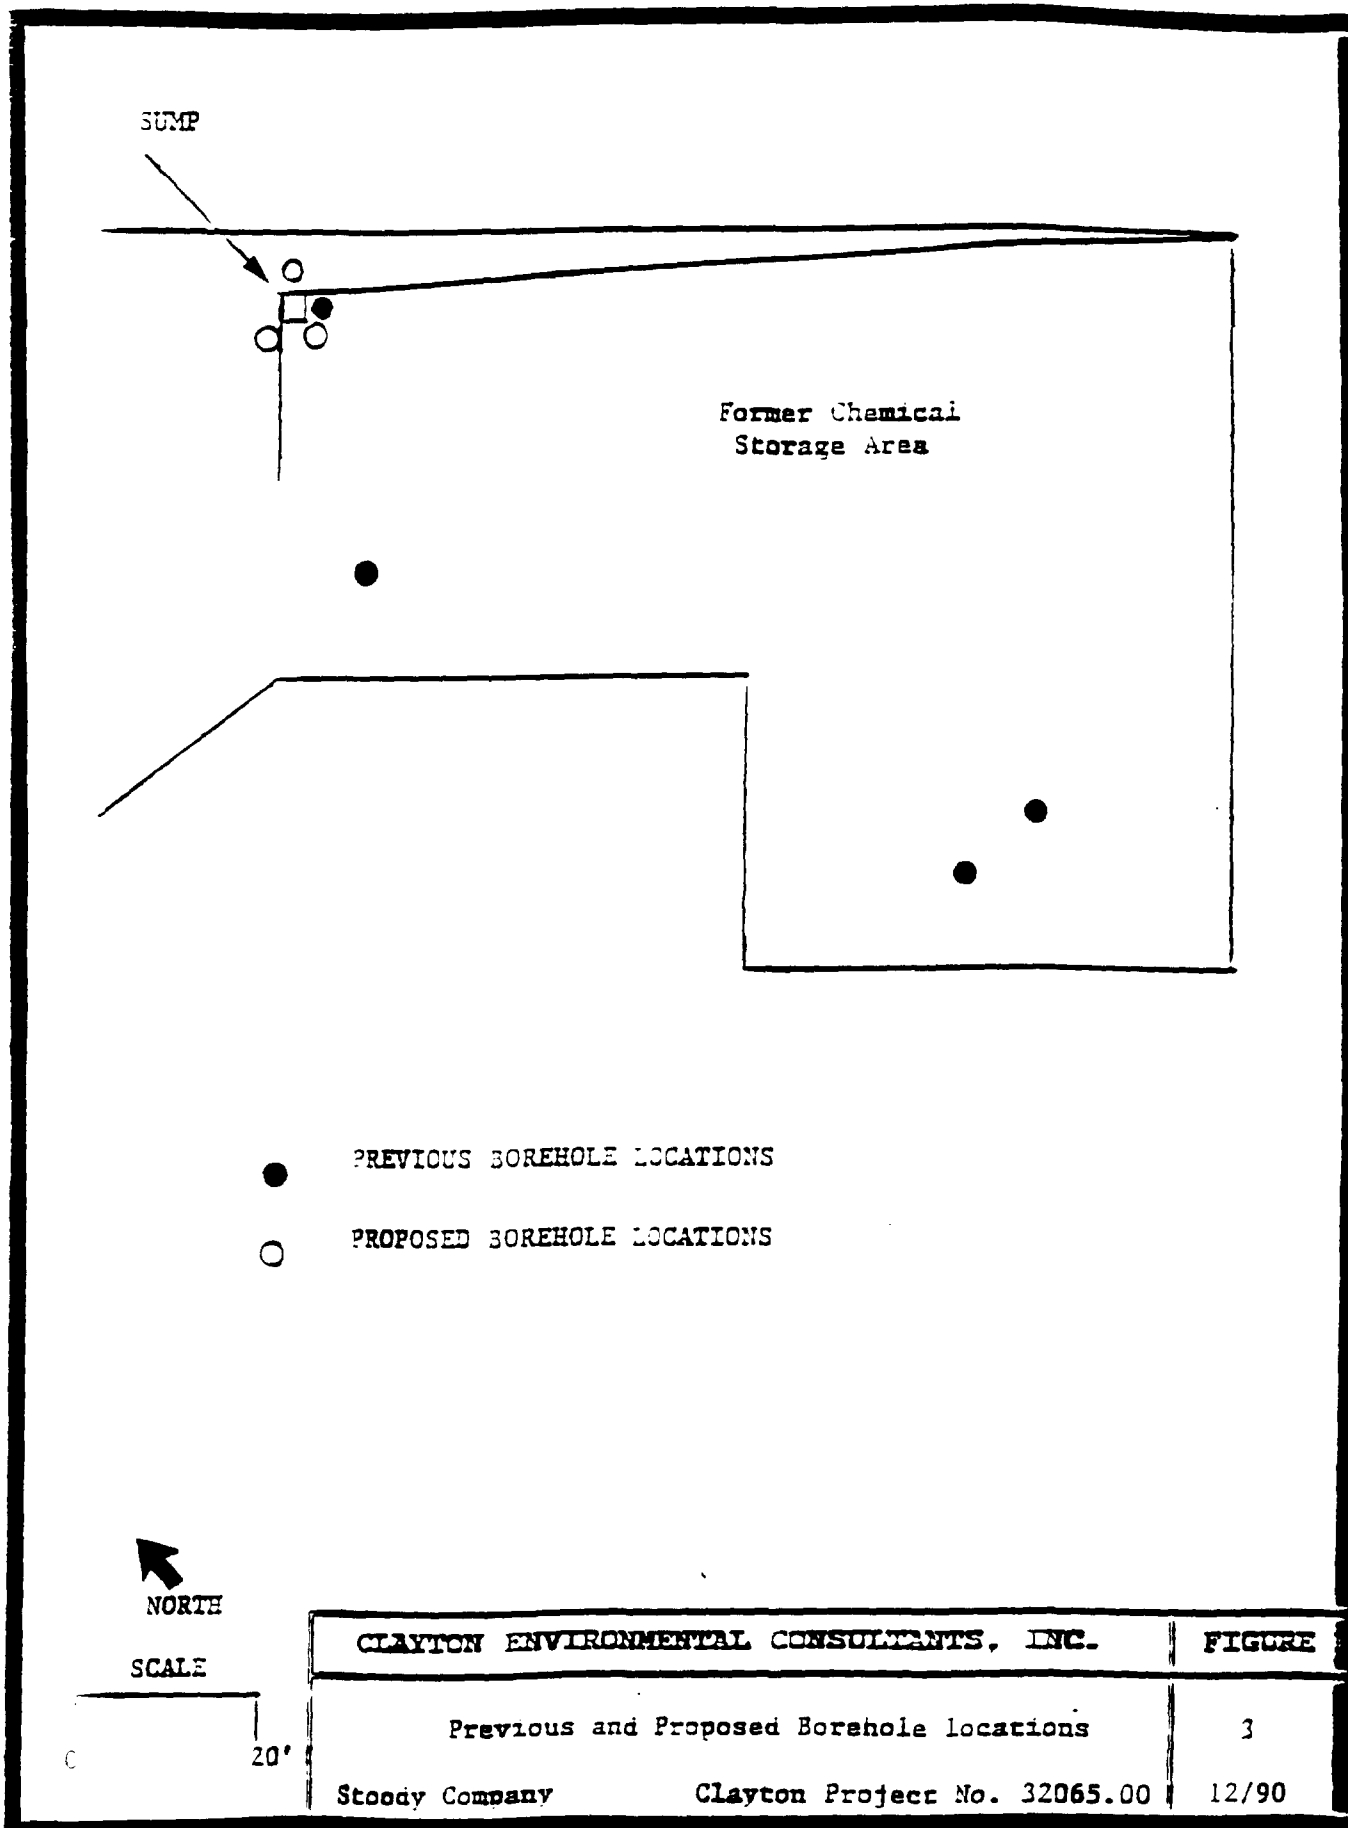 SUMP
Former Chemical
Storage Area
PREVIOUS BOREHOLE LOCATIONS
PROPOSED BOREHOLE LOCATIONS
NORTH
SCALE
0 20'
CLAYTON ENVIRONMENTAL CONSULTANTS, INC.
FIGURE
Previous and Proposed Borehole locations
3
Stoody Company
Clayton Project No. 32065.00
12/90